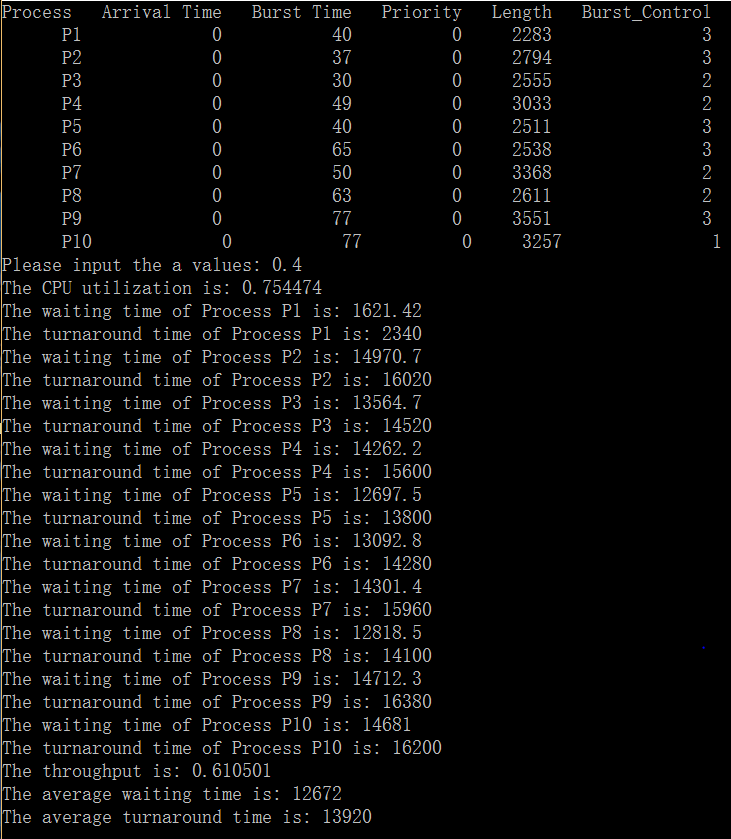 Process Arrival Time Burst Time Priority Length Burst_Control
P1 0 40 0 2283 3
P2 0 37 0 2794 3
P3 0 30 0 2555 2
P4 0 49 0 3033 2
P5 0 40 0 2511 3
P6 0 65 0 2538 3
P7 0 50 0 3368 2
P8 0 63 0 2611 2
P9 0 77 0 3551 3
P10 0 77 0 3257 1
Please input the a values: 0.4
The CPU utilization is: 0.754474
The waiting time of Process P1 is: 1621.42
The turnaround time of Process P1 is: 2340
The waiting time of Process P2 is: 14970.7
The turnaround time of Process P2 is: 16020
The waiting time of Process P3 is: 13564.7
The turnaround time of Process P3 is: 14520
The waiting time of Process P4 is: 14262.2
The turnaround time of Process P4 is: 15600
The waiting time of Process P5 is: 12697.5
The turnaround time of Process P5 is: 13800
The waiting time of Process P6 is: 13092.8
The turnaround time of Process P6 is: 14280
The waiting time of Process P7 is: 14301.4
The turnaround time of Process P7 is: 15960
The waiting time of Process P8 is: 12818.5
The turnaround time of Process P8 is: 14100
The waiting time of Process P9 is: 14712.3
The turnaround time of Process P9 is: 16380
The waiting time of Process P10 is: 14681
The turnaround time of Process P10 is: 16200
The throughput is: 0.610501
The average waiting time is: 12672
The average turnaround time is: 13920